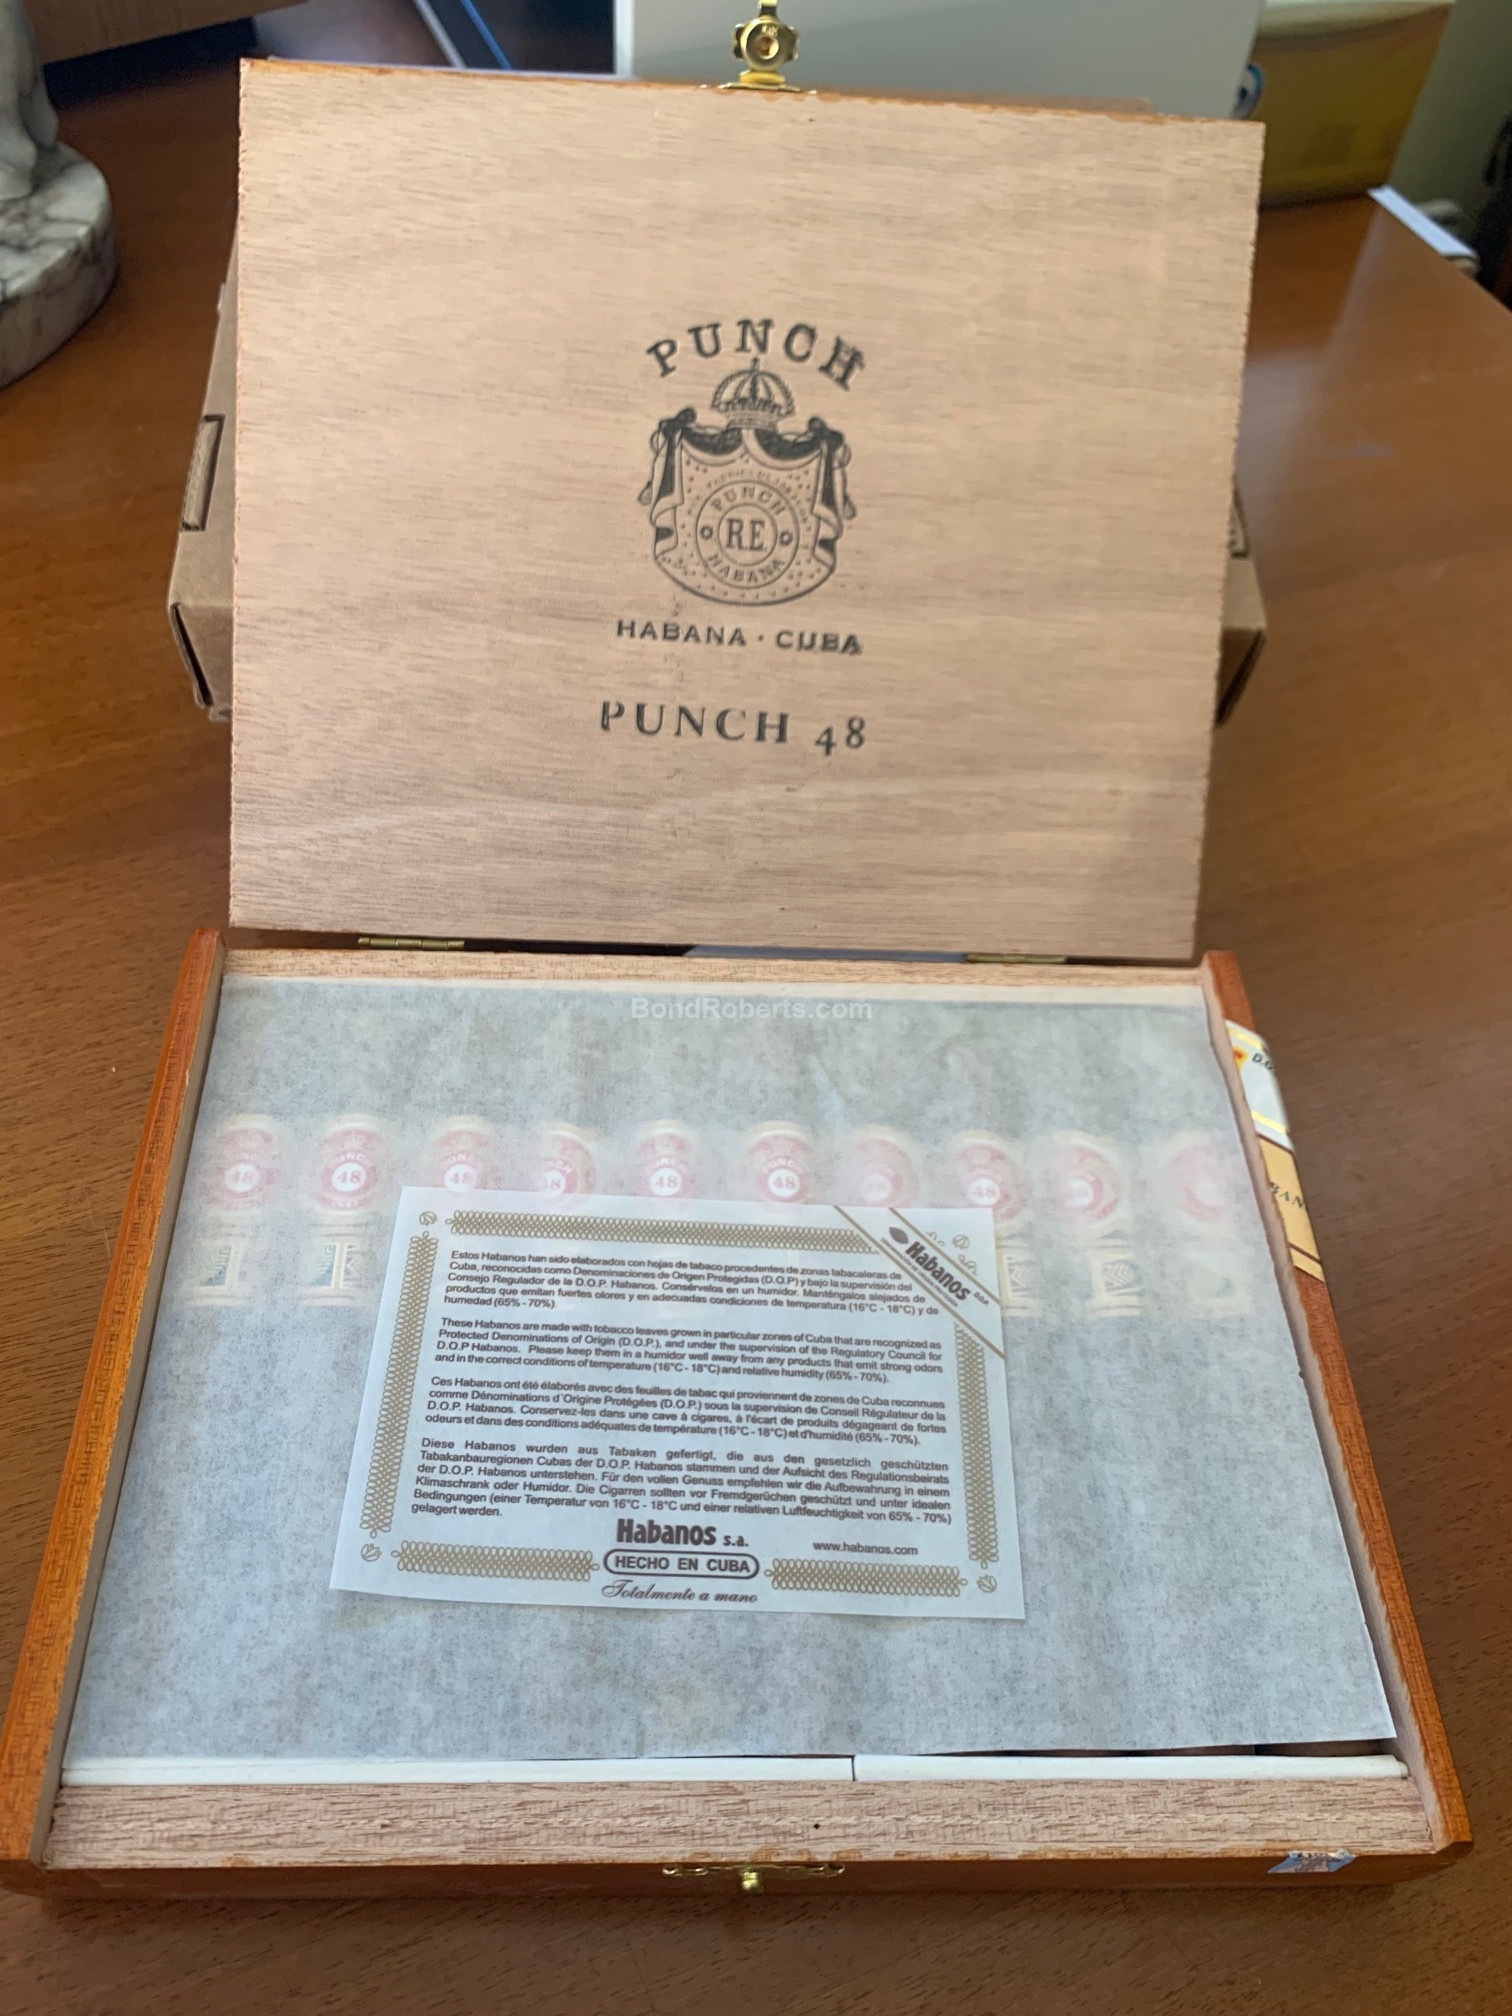 PUNCH
PUNCH
R.E.
HABANA
HABANA · CUBA
PUNCH 48
BondRoberts.com
D.O.
48
48
48
48
48
48
Estos Habanos han sido elaborados con hojas de tabaco procedentes de zonas tabacaleras de
Cuba, reconocidas como Denominaciones de Origen Protegidas (D.O.P) y bajo la supervisión del
Consejo Regulador de la D.O.P. Habanos. Consérvelos en un humidor. Manténgalos alejados de
productos que emitan fuertes olores y en adecuadas condiciones de temperatura (16°C - 18°C) y de
humedad (65% - 70%).
Habanos D.O.P.
These Habanos are made with tobacco leaves grown in particular zones of Cuba that are recognized as
Protected Denominations of Origin (D.O.P.), and under the supervision of the Regulatory Council for
D.O.P Habanos. Please keep them in a humidor well away from any products that emit strong odors
and in the correct conditions of temperature (16°C - 18°C) and relative humidity (65% - 70%).
Ces Habanos ont été élaborés avec des feuilles de tabac qui proviennent de zones de Cuba reconnues
comme Dénominations d´Origine Protégées (D.O.P.) sous la supervision de Conseil Régulateur de la
D.O.P. Habanos. Conservez-les dans une cave à cigares, à l'écart de produits dégageant de fortes
odeurs et dans des conditions adéquates de température (16°C - 18°C) et d'humidité (65% - 70%).
Diese Habanos wurden aus Tabaken gefertigt, die aus den gesetzlich geschützten
Tabakanbauregionen Cubas der D.O.P. Habanos stammen und der Aufsicht des Regulationsbeirats
der D.O.P. Habanos unterstehen. Für den vollen Genuss empfehlen wir die Aufbewahrung in einem
Klimaschrank oder Humidor. Die Cigarren sollten vor Fremdgerüchen geschützt und unter idealen
Bedingungen (einer Temperatur von 16°C - 18°C und einer relativen Luftfeuchtigkeit von 65% - 70%)
gelagert werden.
Habanos s.a.
www.habanos.com
HECHO EN CUBA
Totalmente a mano